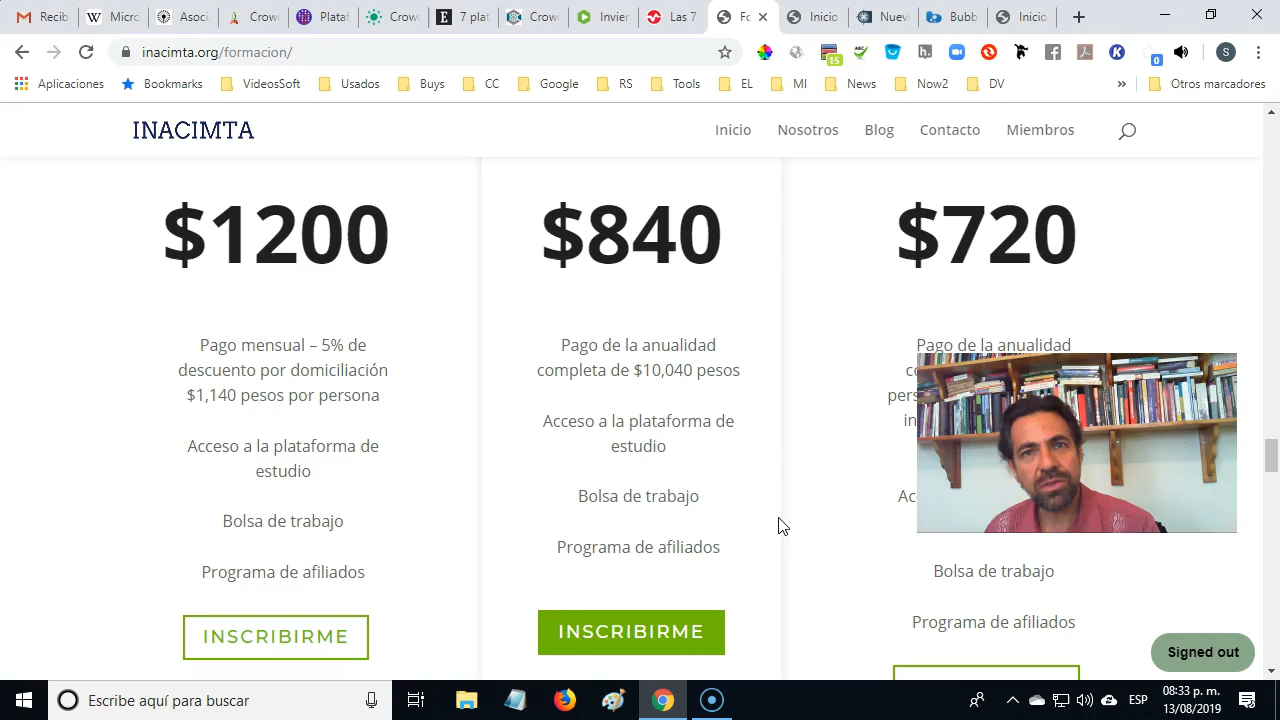 Recib
Micro
Asoci
Crow
Plataf
Crow
7 plat
Crow
Invier
Las 7
Fo
Inicio
Nuev
Bubb
Inicio
inacimta.org/formacion/
15
ABC
h.
K
0
S
Aplicaciones
Bookmarks
VideosSoft
Usados
Buys
CC
Google
RS
Tools
EL
MI
News
Now2
DV
»
Otros marcadores
INACIMTA
Inicio
Nosotros
Blog
Contacto
Miembros
$1200
Pago mensual – 5% de
descuento por domiciliación
$1,140 pesos por persona
Acceso a la plataforma de
estudio
Bolsa de trabajo
Programa de afiliados
INSCRIBIRME
$840
Pago de la anualidad
completa de $10,040 pesos
Acceso a la plataforma de
estudio
Bolsa de trabajo
Programa de afiliados
INSCRIBIRME
$720
Pago de la anualidad
Bolsa de trabajo
Programa de afiliados
Signed out
Escribe aquí para buscar
ESP
08:33 p. m.
13/08/2019